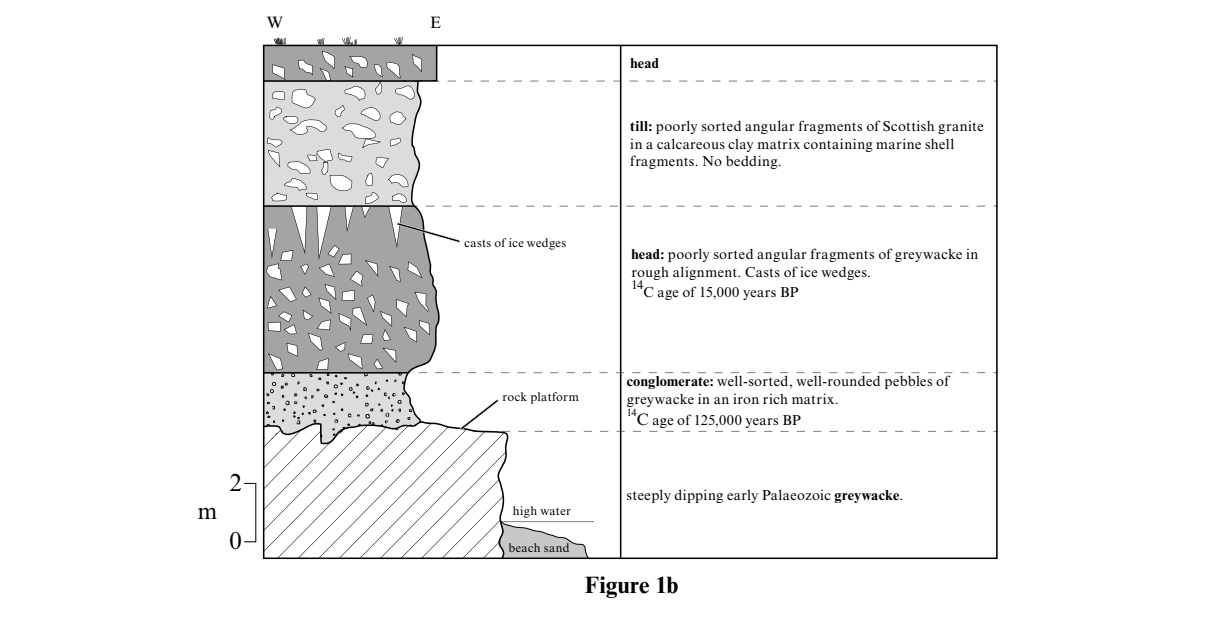 W E
head
till: poorly sorted angular fragments of Scottish granite
in a calcareous clay matrix containing marine shell
fragments. No bedding.
casts of ice wedges
head: poorly sorted angular fragments of greywacke in
rough alignment. Casts of ice wedges.
14C age of 15,000 years BP
conglomerate: well-sorted, well-rounded pebbles of
greywacke in an iron rich matrix.
14C age of 125,000 years BP
rock platform
steeply dipping early Palaeozoic greywacke.
2
m
0
high water
beach sand
Figure 1b